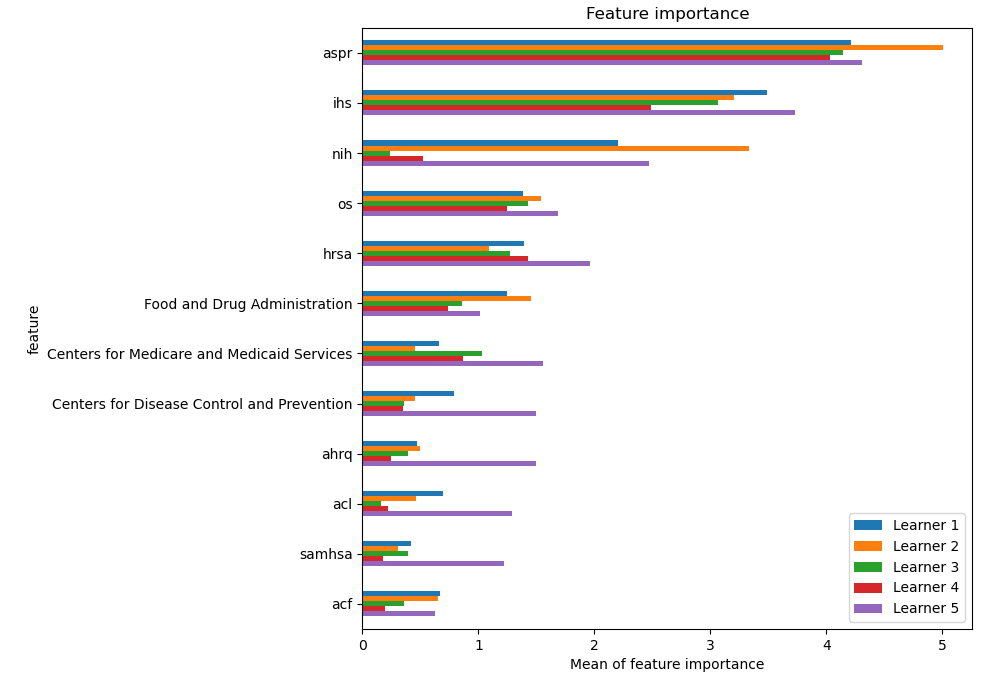 Feature importance
feature
aspr
ihs
nih
os
hrsa
Food and Drug Administration
Centers for Medicare and Medicaid Services
Centers for Disease Control and Prevention
ahrq
acl
samhsa
acf
Learner 1
Learner 2
Learner 3
Learner 4
Learner 5
0 1 2 3 4 5
Mean of feature importance